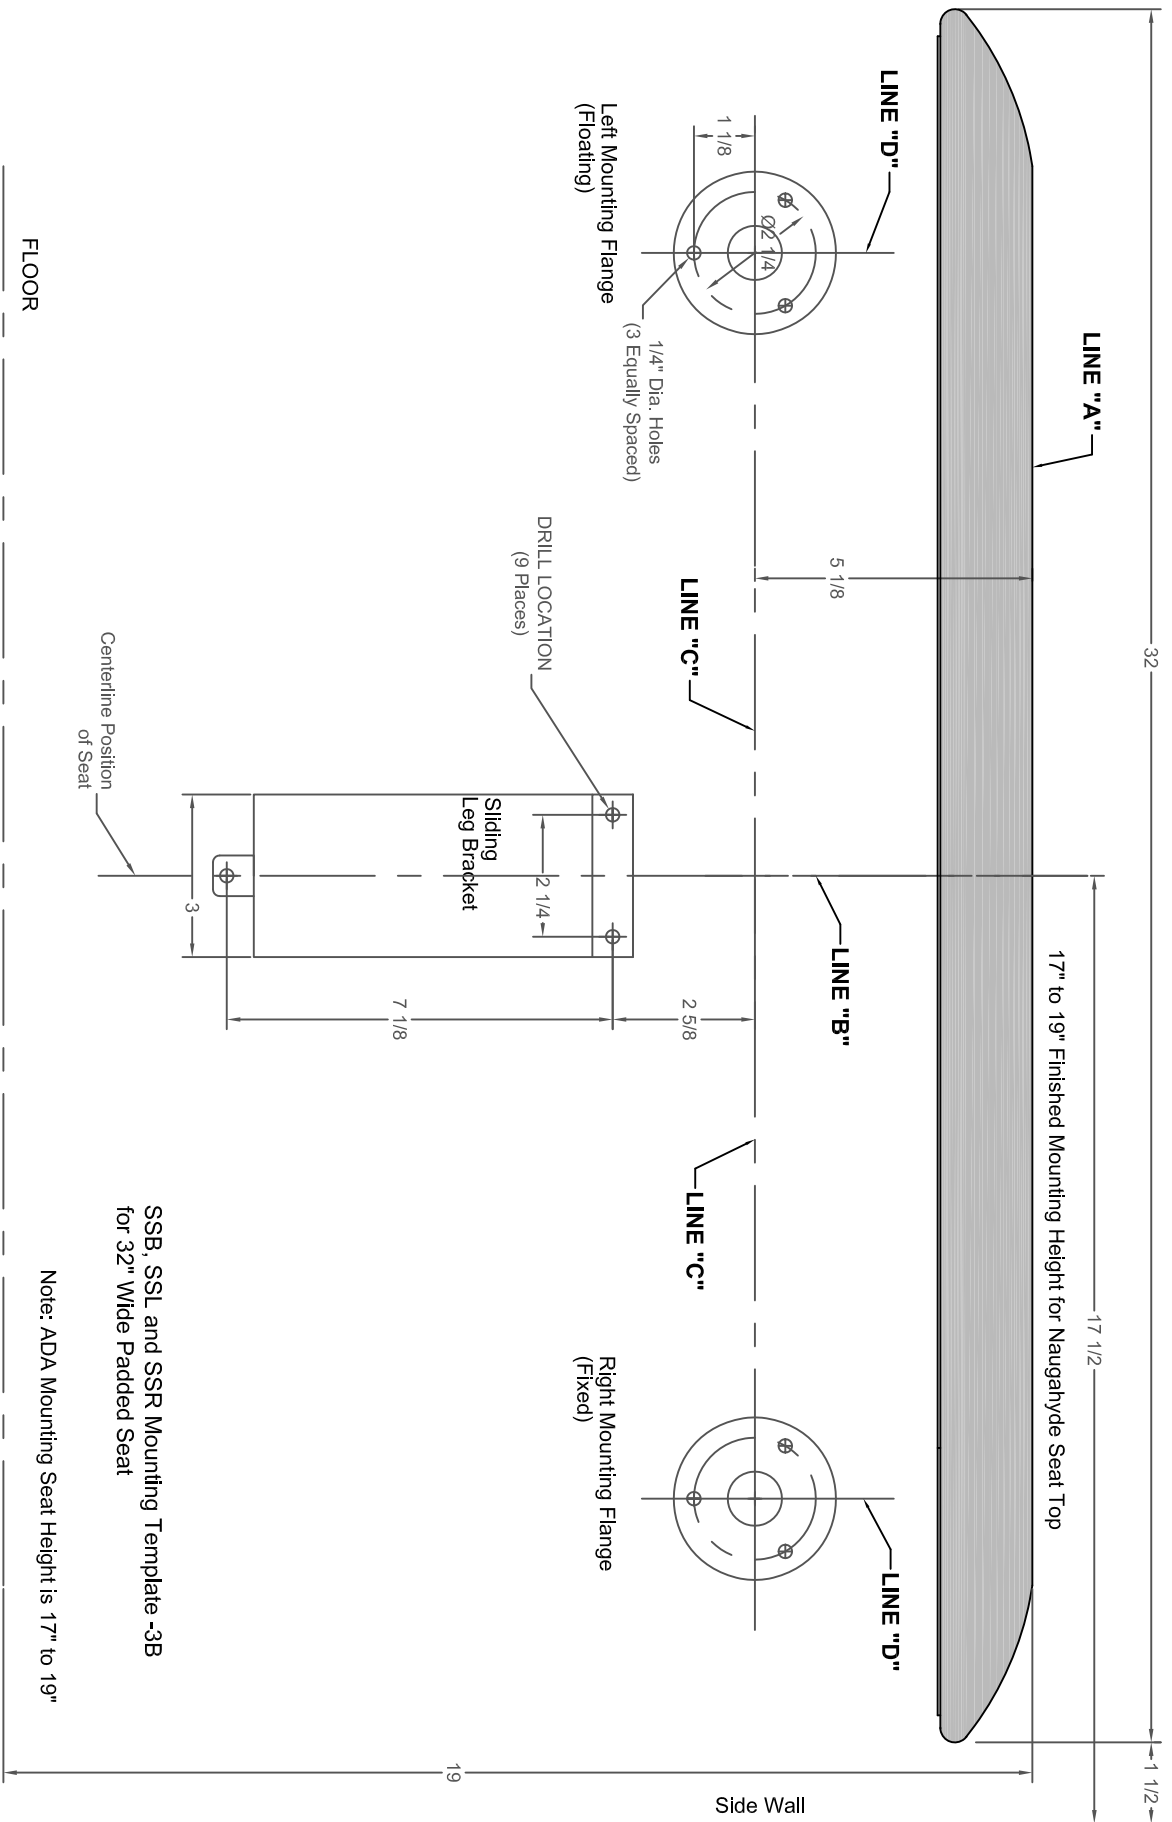 32
1 1/2
17 1/2
17" to 19" Finished Mounting Height for Naugahyde Seat Top
LINE "A"
LINE "D"
LINE "B"
LINE "D"
5 1/8
Side Wall
1 1/8
Ø2 1/4
LINE "C"
LINE "C"
2 5/8
Left Mounting Flange
(Floating)
1/4" Dia. Holes
(3 Equally Spaced)
Right Mounting Flange
(Fixed)
DRILL LOCATION
(9 Places)
2 1/4
Sliding
Leg Bracket
7 1/8
19
3
Centerline Position
of Seat
SSB, SSL and SSR Mounting Template -3B
for 32" Wide Padded Seat
Note: ADA Mounting Seat Height is 17" to 19"
FLOOR